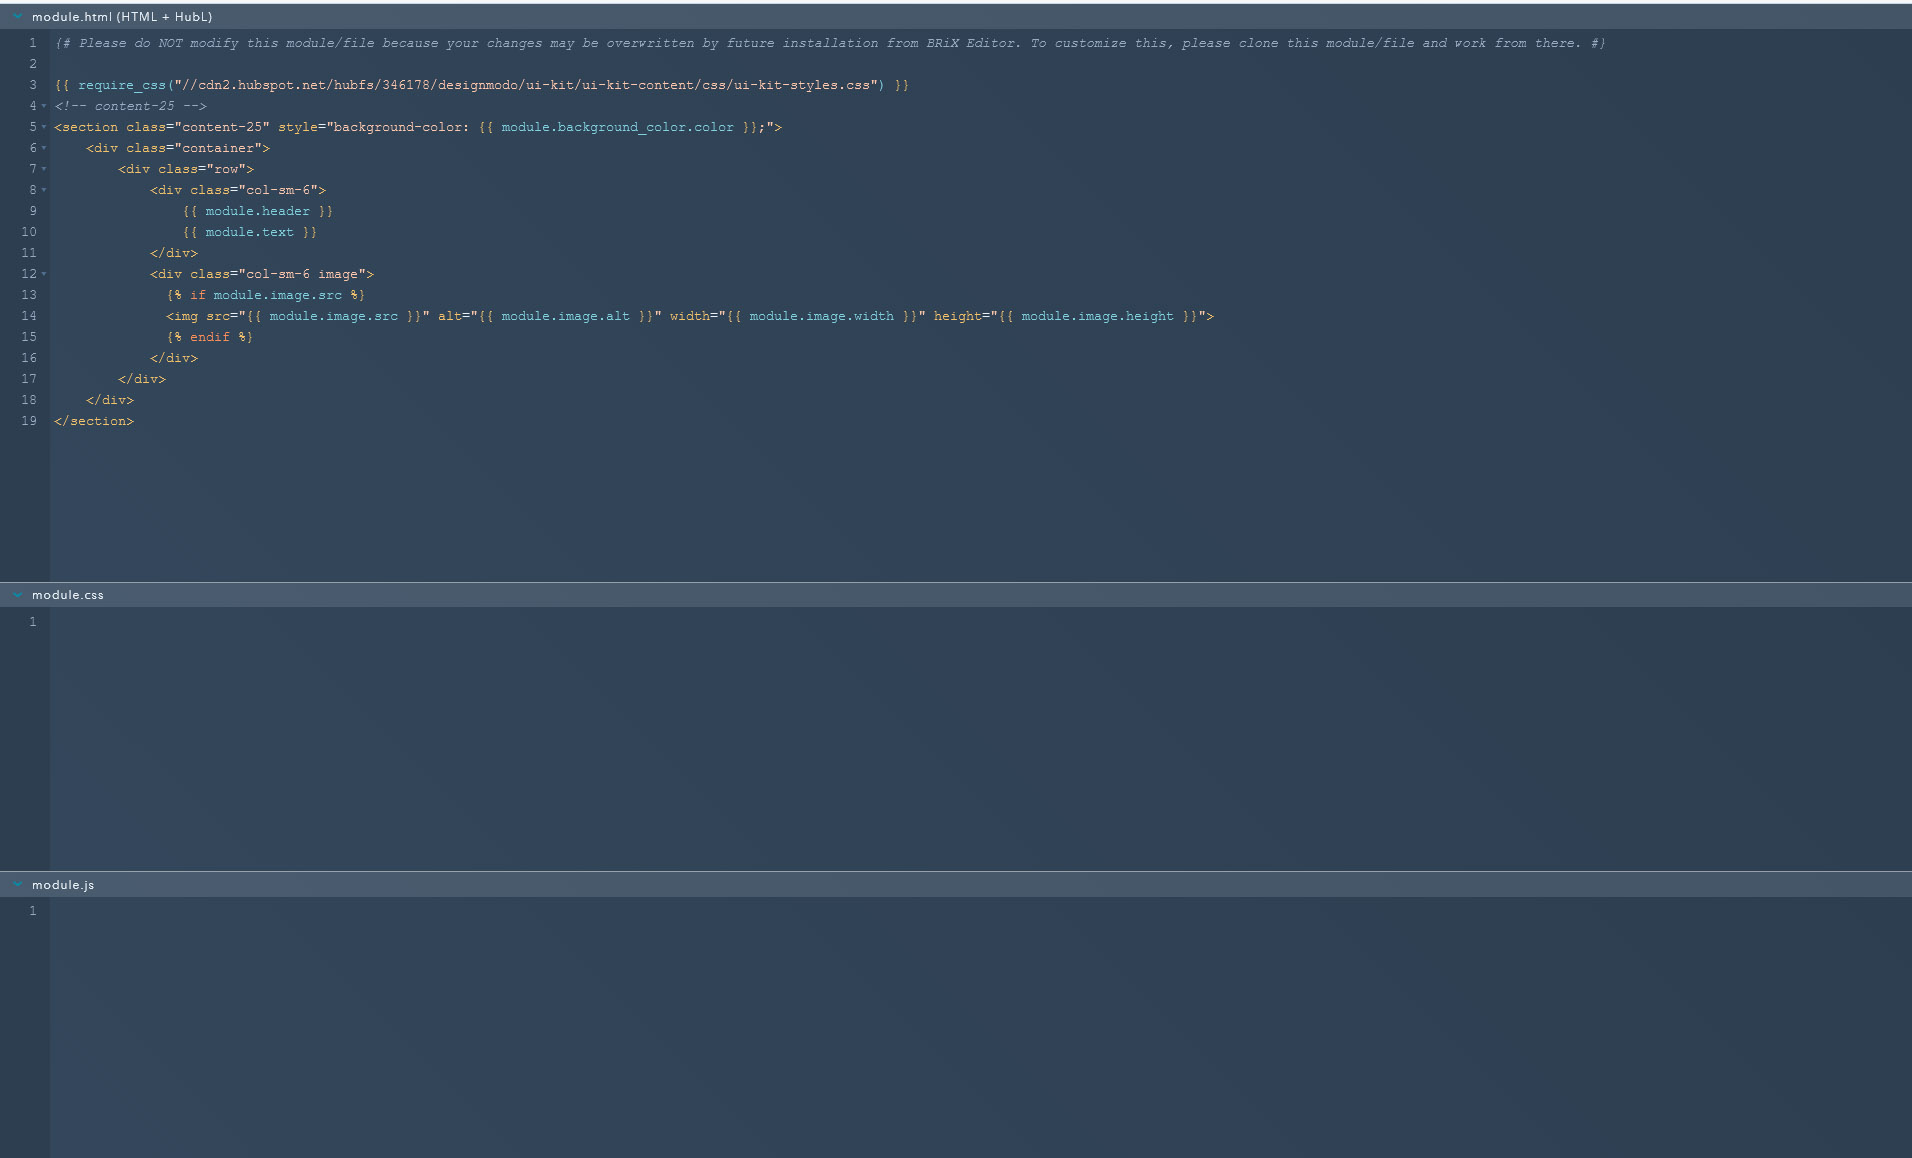 module.html (HTML + HubL)
1 {# Please do NOT modify this module/file because your changes may be overwritten by future installation from BRiX Editor. To customize this, please clone this module/file and work from there. #}
2
3 {{ require_css("//cdn2.hubspot.net/hubfs/346178/designmodo/ui-kit/ui-kit-content/css/ui-kit-styles.css") }}
4 <!-- content-25 -->
5 <section class="content-25" style="background-color: {{ module.background_color.color }};">
6     <div class="container">
7         <div class="row">
8             <div class="col-sm-6">
9                 {{ module.header }}
10                 {{ module.text }}
11             </div>
12             <div class="col-sm-6 image">
13               {% if module.image.src %}
14               <img src="{{ module.image.src }}" alt="{{ module.image.alt }}" width="{{ module.image.width }}" height="{{ module.image.height }}">
15               {% endif %}
16             </div>
17         </div>
18     </div>
19 </section>
module.css
1
module.js
1